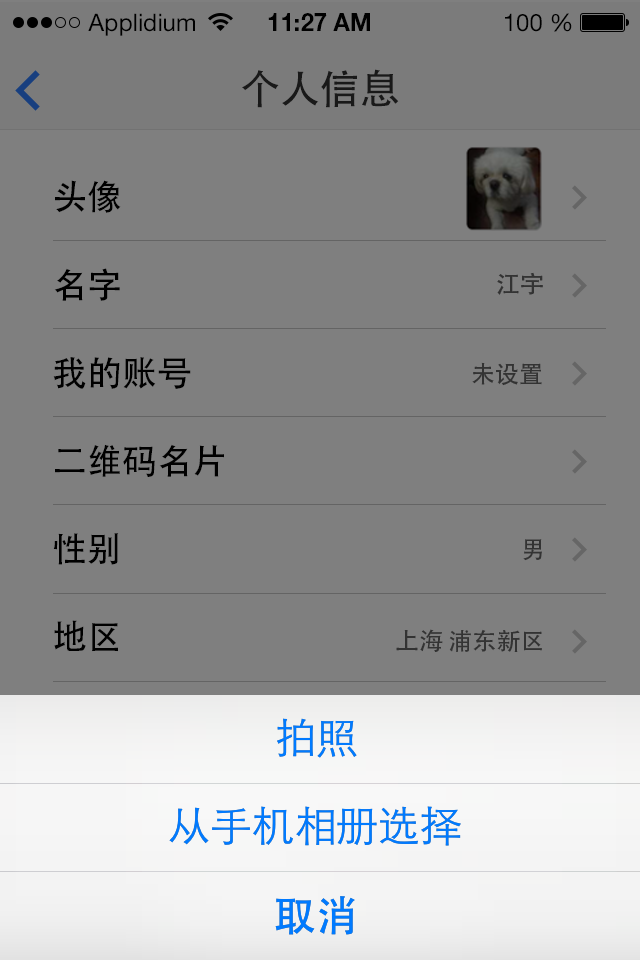 Applidium 11:27 AM 100 %
个人信息
头像
名字 江宇
我的账号 未设置
二维码名片
性别 男
地区 上海 浦东新区
拍照
从手机相册选择
取消